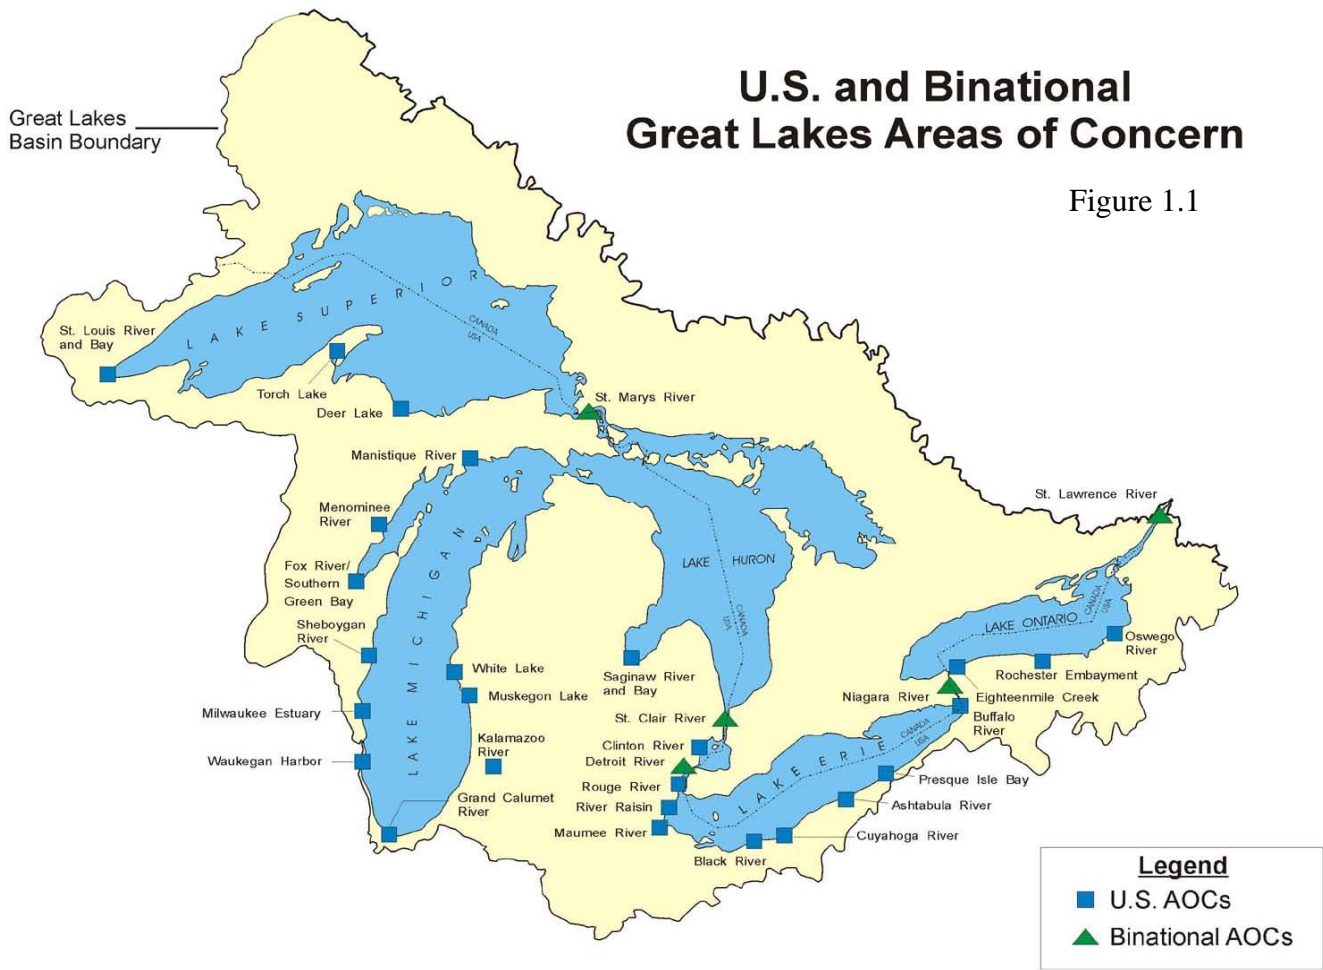 U.S. and Binational
Great Lakes Areas of Concern
Figure 1.1
Great Lakes
Basin Boundary
LAKE SUPERIOR
CANADA
USA
St. Louis River
and Bay
Torch Lake
Deer Lake
St. Marys River
Manistique River
Menominee
River
Fox River/
Southern
Green Bay
Sheboygan
River
Milwaukee Estuary
Waukegan Harbor
LAKE MICHIGAN
White Lake
Muskegon Lake
Kalamazoo
River
Grand Calumet
River
LAKE HURON
CANADA
USA
Saginaw River
and Bay
St. Clair River
Clinton River
Detroit River
Rouge River
River Raisin
Maumee River
Black River
Cuyahoga River
Ashtabula River
Presque Isle Bay
LAKE ERIE
CANADA
USA
Buffalo
River
Niagara River
Eighteenmile Creek
Rochester Embayment
Oswego
River
LAKE ONTARIO
CANADA
USA
St. Lawrence River
Legend
U.S. AOCs
Binational AOCs